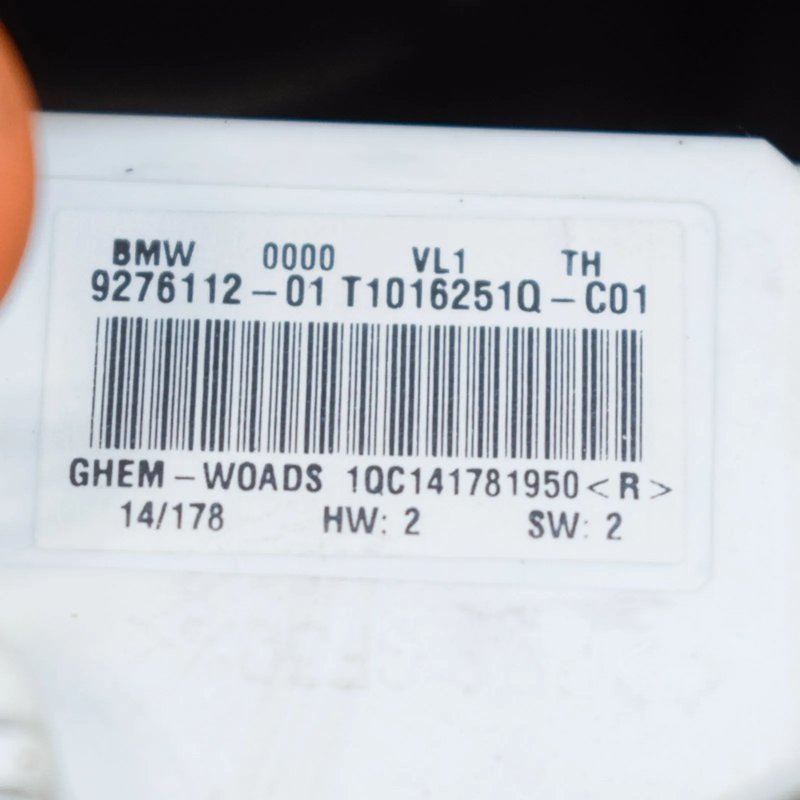 BMW 0000 VL1 TH
9276112-01 T1016251Q-C01
GHEM-WOADS 1QC141781950<R>
14/178 HW: 2 SW: 2